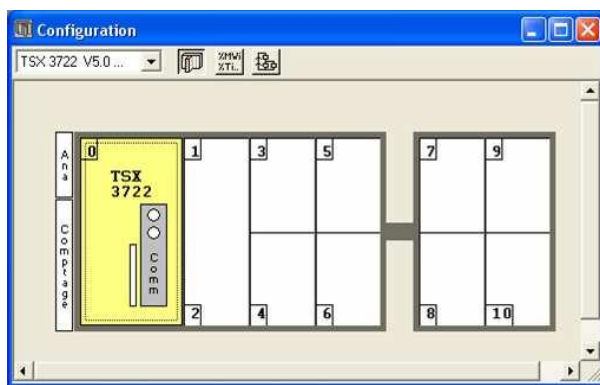 Configuration
TSX 3722 V5.0 ...
%MWi
%Ti..
Ana
Comptage
0
TSX
3722
Comm
1
3
5
7
9
2
4
6
8
10